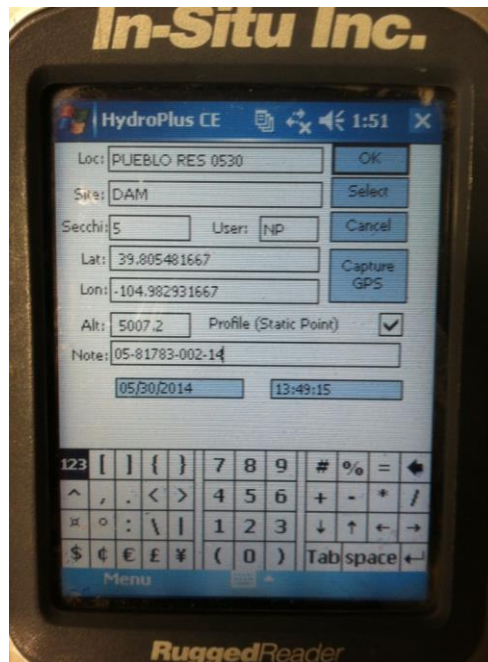 In-Situ Inc.
HydroPlus CE 1:51 X
Loc: PUEBLO RES 0530 OK
Site: DAM Select
Secchi: 5 User: NP Cancel
Lat: 39.805481667 Capture GPS
Lon: -104.982931667
Alt: 5007.2 Profile (Static Point)
Note: 05-81783-002-14
05/30/2014 13:49:15
123 [ ] { } 7 8 9 # % =
^ , . < > 4 5 6 + - * /
¤ ° : \ | 1 2 3 ↓ ↑ ← →
$ ¢ € £ ¥ ( 0 ) Tab space
Menu
RuggedReader